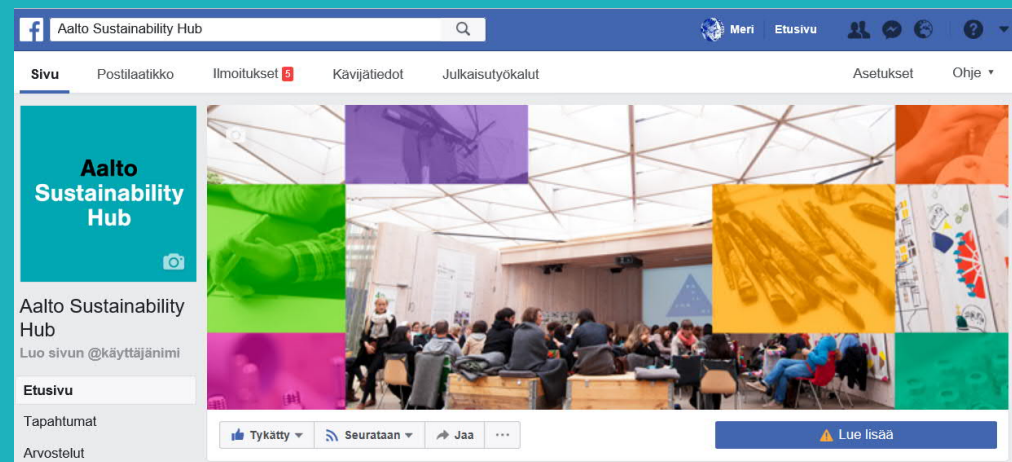 Aalto Sustainability Hub
Meri Etusivu
Sivu Postilaatikko Ilmoitukset 5 Kävijätiedot Julkaisutyökalut Asetukset Ohje
Aalto
Sustainability
Hub
Aalto Sustainability
Hub
Luo sivun @käyttäjänimi
Etusivu
Tapahtumat
Arvostelut
Tykätty Seurataan Jaa ...
Lue lisää